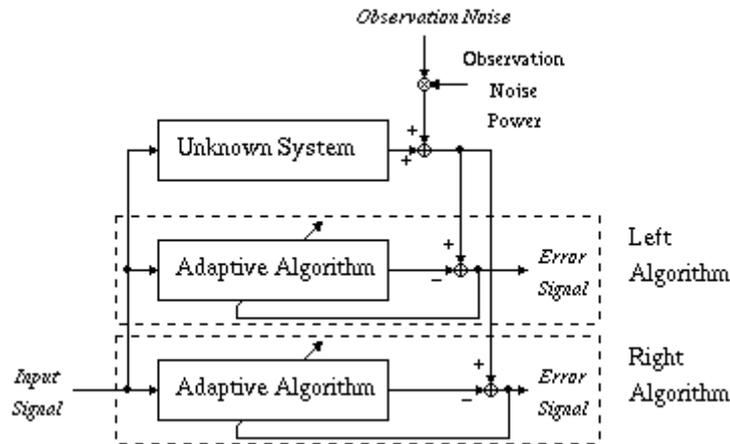 Observation Noise
Observation
Noise
Power
+
+
Unknown System
Left
Algorithm
+
Adaptive Algorithm
−
Error
Signal
Right
Algorithm
+
Input
Signal
Adaptive Algorithm
−
Error
Signal